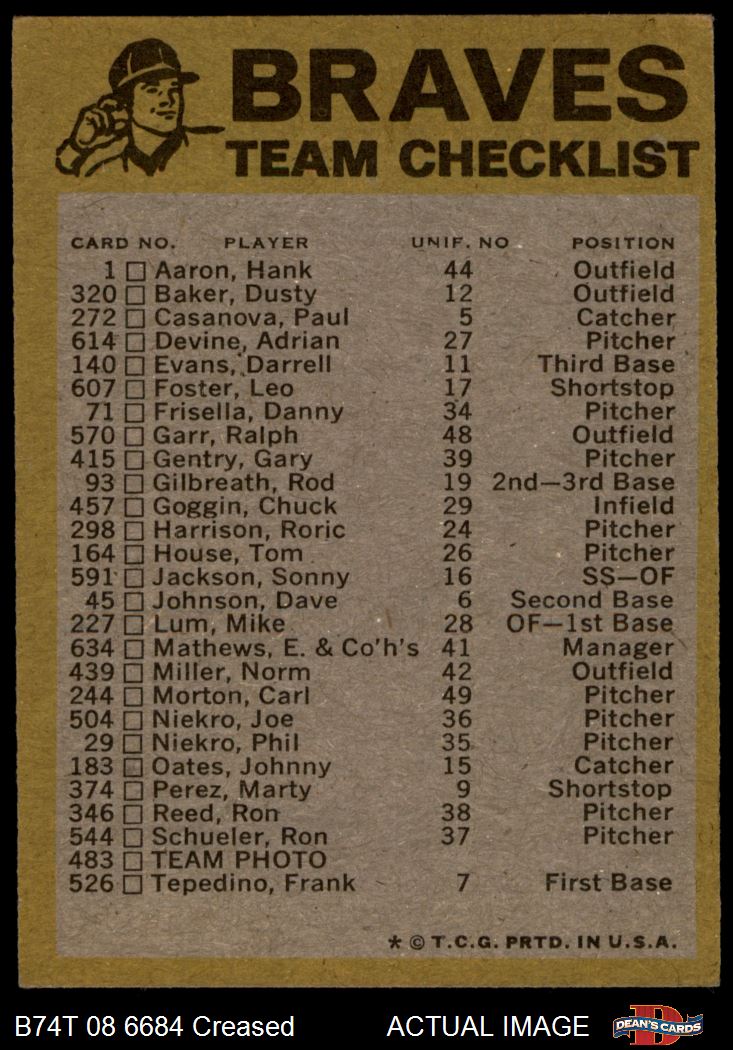 BRAVES
TEAM CHECKLIST
CARD NO. PLAYER UNIF. NO POSITION
1 Aaron, Hank 44 Outfield
320 Baker, Dusty 12 Outfield
272 Casanova, Paul 5 Catcher
614 Devine, Adrian 27 Pitcher
140 Evans, Darrell 11 Third Base
607 Foster, Leo 17 Shortstop
71 Frisella, Danny 34 Pitcher
570 Garr, Ralph 48 Outfield
415 Gentry, Gary 39 Pitcher
93 Gilbreath, Rod 19 2nd—3rd Base
457 Goggin, Chuck 29 Infield
298 Harrison, Roric 24 Pitcher
164 House, Tom 26 Pitcher
591 Jackson, Sonny 16 SS—OF
45 Johnson, Dave 6 Second Base
227 Lum, Mike 28 OF—1st Base
634 Mathews, E. & Co'h's 41 Manager
439 Miller, Norm 42 Outfield
244 Morton, Carl 49 Pitcher
504 Niekro, Joe 36 Pitcher
29 Niekro, Phil 35 Pitcher
183 Oates, Johnny 15 Catcher
374 Perez, Marty 9 Shortstop
346 Reed, Ron 38 Pitcher
544 Schueler, Ron 37 Pitcher
483 TEAM PHOTO
526 Tepedino, Frank 7 First Base
* © T.C.G. PRTD. IN U.S.A.
B74T 08 6684 Creased ACTUAL IMAGE DEAN'S CARDS